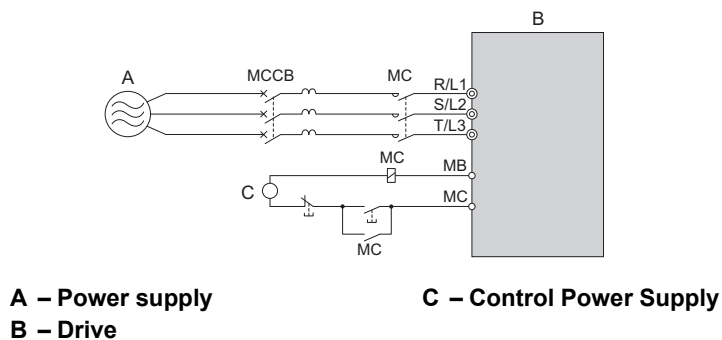 B
A
MCCB
MC
R/L1
S/L2
T/L3
MC
MB
C
MC
MC
A – Power supply
C – Control Power Supply
B – Drive